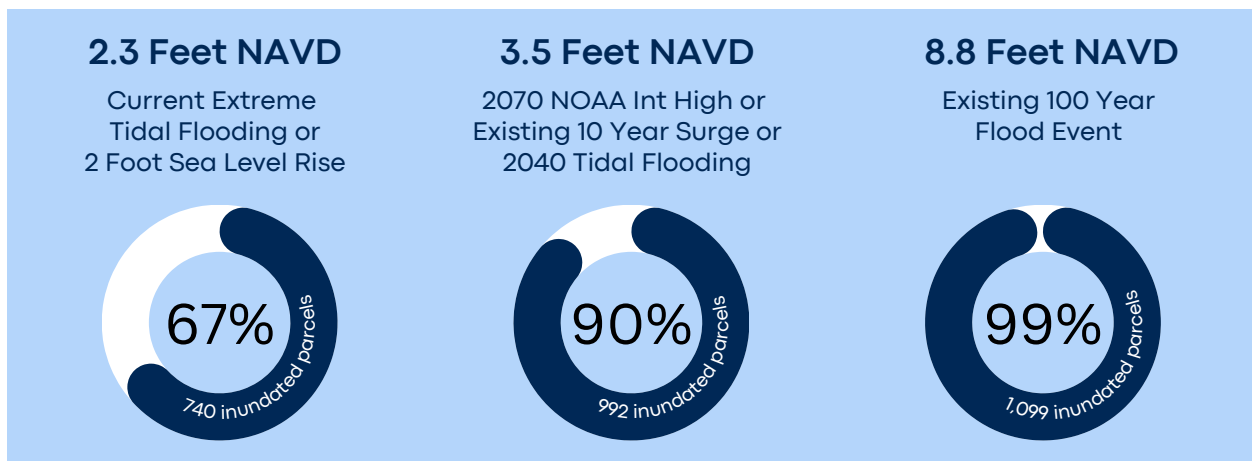 2.3 Feet NAVD
Current Extreme
Tidal Flooding or
2 Foot Sea Level Rise
67%
740 inundated parcels
3.5 Feet NAVD
2070 NOAA Int High or
Existing 10 Year Surge or
2040 Tidal Flooding
90%
992 inundated parcels
8.8 Feet NAVD
Existing 100 Year
Flood Event
99%
1,099 inundated parcels